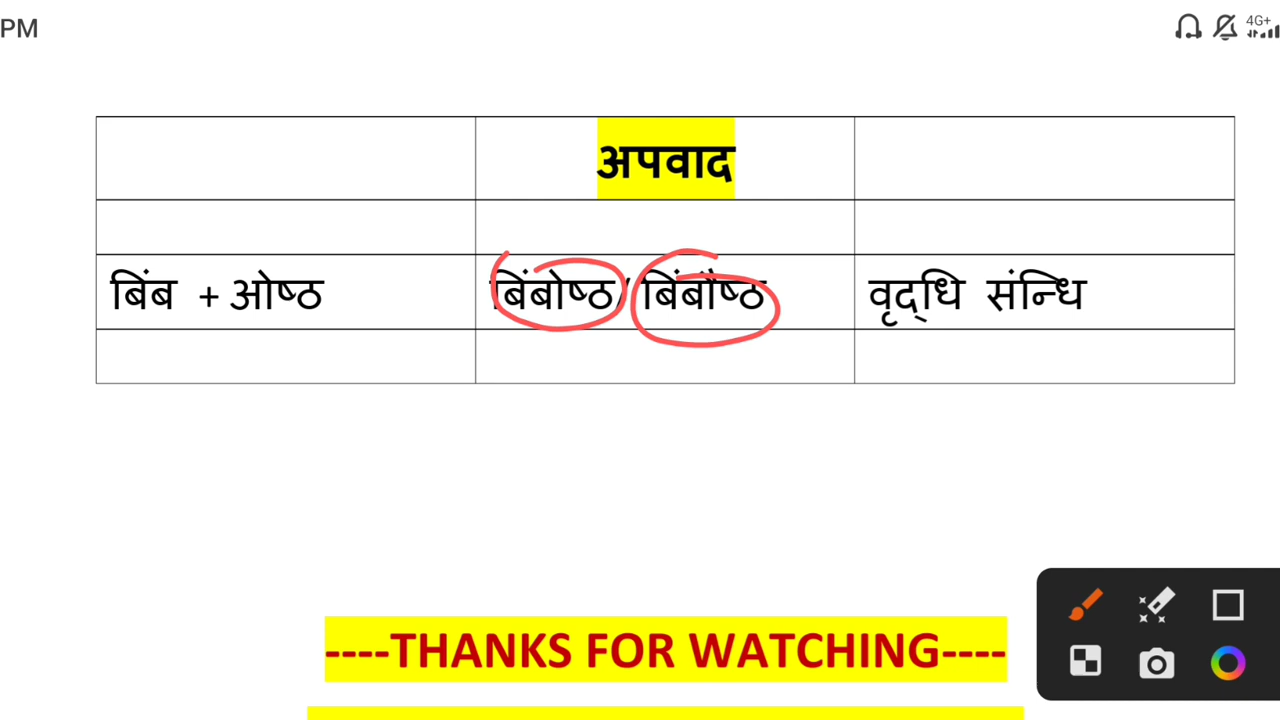 PM
4G+
अपवाद
बिंब + ओष्ठ बिंबोष्ठ/ बिंबौष्ठ वृद्धि संन्धि
----THANKS FOR WATCHING----